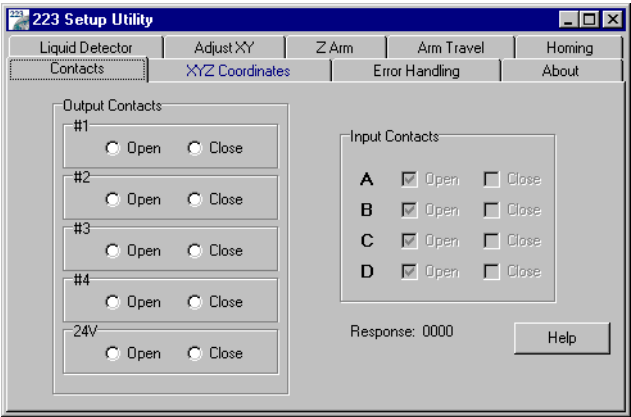 223 Setup Utility
Liquid Detector Adjust XY Z Arm Arm Travel Homing
Contacts XYZ Coordinates Error Handling About
Output Contacts
#1
Open Close
#2
Open Close
#3
Open Close
#4
Open Close
24V
Open Close
Input Contacts
A Open Close
B Open Close
C Open Close
D Open Close
Response: 0000
Help